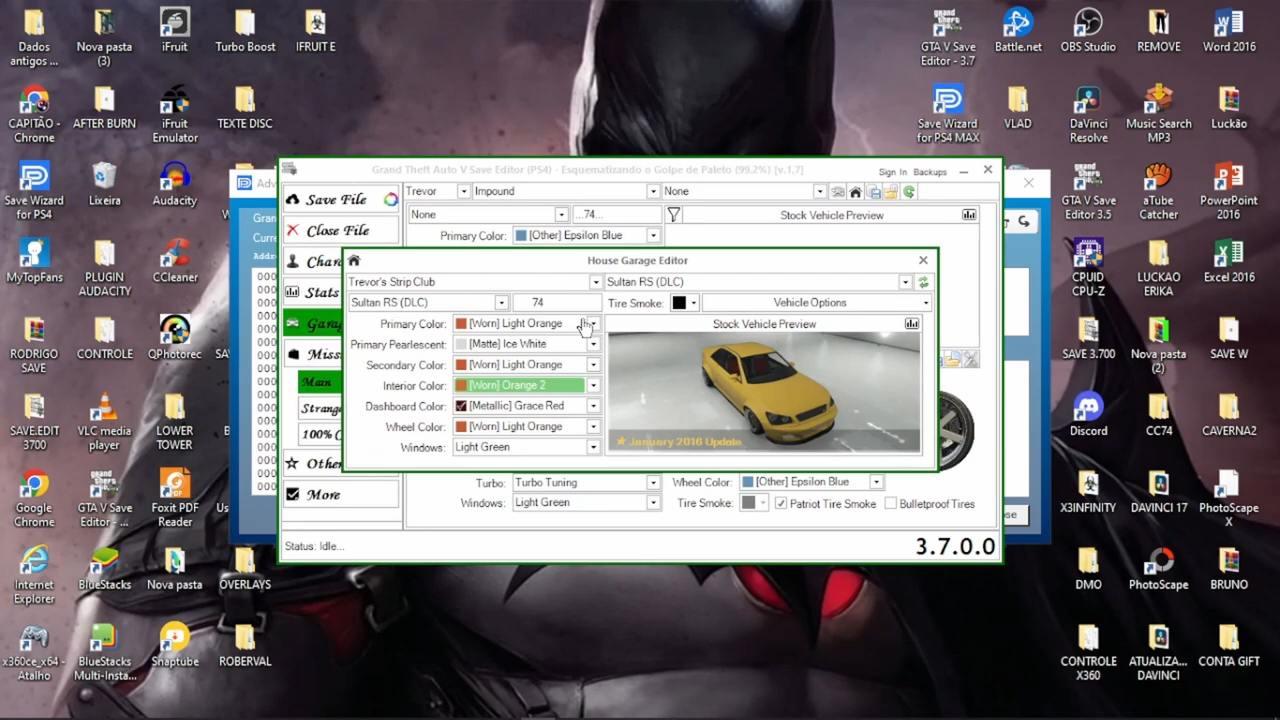 Dados antigos ...
Nova pasta (3)
iFruit
Turbo Boost
IFRUIT E
GTA V Save Editor - 3.7
Battle.net
OBS Studio
REMOVE
Word 2016
CAPITÃO - Chrome
AFTER BURN
iFruit Emulator
TEXTE DISC
Save Wizard for PS4 MAX
VLAD
DaVinci Resolve
Music Search MP3
Luckão
Save Wizard for PS4
Lixeira
Audacity
GTA V Save Editor 3.5
aTube Catcher
PowerPoint 2016
MyTopFans
PLUGIN AUDACITY
CCleaner
CPUID CPU-Z
LUCKAO ERIKA
Excel 2016
RODRIGO SAVE
CONTROLE
QPhotorec
SAVE 3.700
Nova pasta (2)
SAVE W
SAVE.EDIT 3700
VLC media player
LOWER TOWER
Discord
CC74
CAVERNA2
Google Chrome
GTA V Save Editor - ...
Foxit PDF Reader
X3INFINITY
DAVINCI 17
PhotoScape X
Internet Explorer
BlueStacks
Nova pasta
OVERLAYS
DMO
PhotoScape
BRUNO
x360ce_x64 - Atalho
BlueStacks Multi-Insta...
Snaptube
ROBERVAL
CONTROLE X360
ATUALIZA... DAVINCI
CONTA GIFT
Grand Theft Auto V Save Editor (PS4) - Esquematizando o Golpe de Paleto (99.2%) [v.1.7]
Sign In Backups
Save File
Close File
Stats
Main
100% C
More
Trevor
Impound
None
None
...74...
Stock Vehicle Preview
Primary Color: [Other] Epsilon Blue
House Garage Editor
Trevor's Strip Club
Sultan RS (DLC)
Sultan RS (DLC)
74
Tire Smoke:
Vehicle Options
Primary Color: [Worn] Light Orange
Stock Vehicle Preview
Primary Pearlescent: [Matte] Ice White
Secondary Color: [Worn] Light Orange
Interior Color: [Worn] Orange 2
Dashboard Color: [Metallic] Grace Red
Wheel Color: [Worn] Light Orange
Windows: Light Green
January 2016 Update
Turbo: Turbo Tuning
Wheel Color: [Other] Epsilon Blue
Windows: Light Green
Tire Smoke:
Patriot Tire Smoke
Bulletproof Tires
Status: Idle...
3.7.0.0